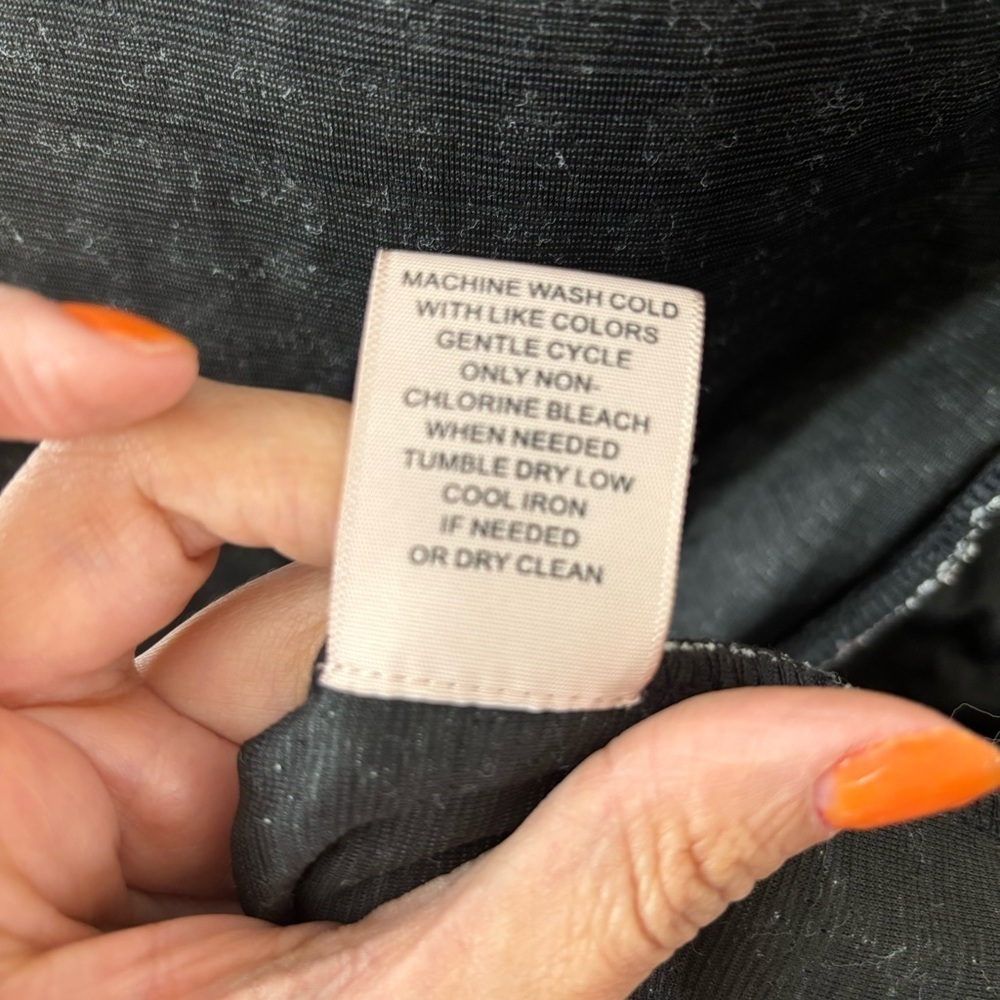 MACHINE WASH COLD
WITH LIKE COLORS
GENTLE CYCLE
ONLY NON-
CHLORINE BLEACH
WHEN NEEDED
TUMBLE DRY LOW
COOL IRON
IF NEEDED
OR DRY CLEAN